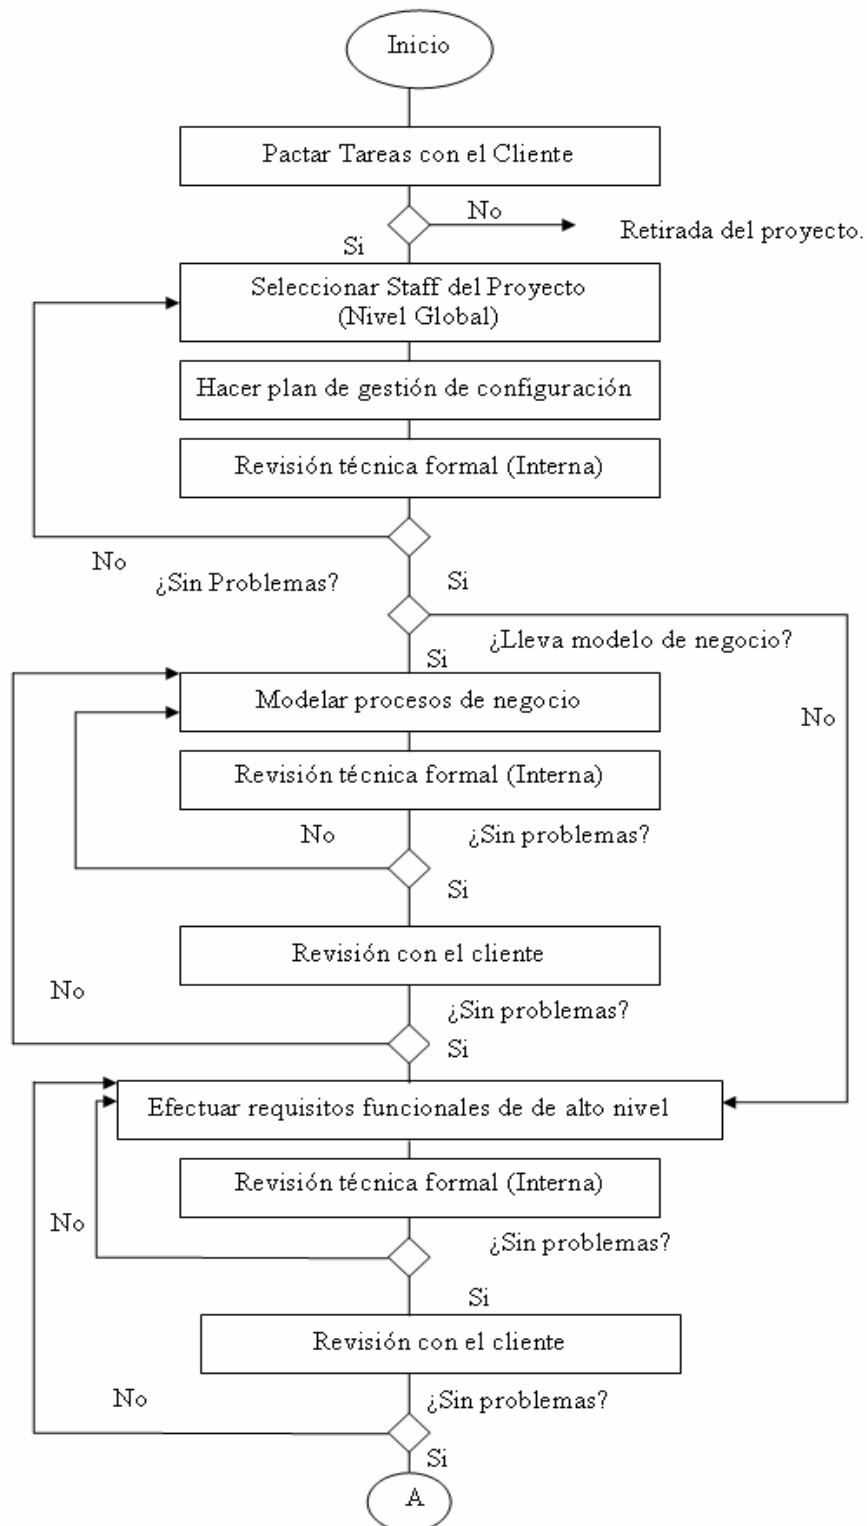 Inicio
Pactar Tareas con el Cliente
No
Retirada del proyecto.
Si
Seleccionar Staff del Proyecto
(Nivel Global)
Hacer plan de gestión de configuración
Revisión técnica formal (Interna)
No
¿Sin Problemas?
Si
¿Lleva modelo de negocio?
Si
No
Modelar procesos de negocio
Revisión técnica formal (Interna)
No
¿Sin problemas?
Si
Revisión con el cliente
No
¿Sin problemas?
Si
Efectuar requisitos funcionales de de alto nivel
Revisión técnica formal (Interna)
No
¿Sin problemas?
Si
Revisión con el cliente
No
¿Sin problemas?
Si
A